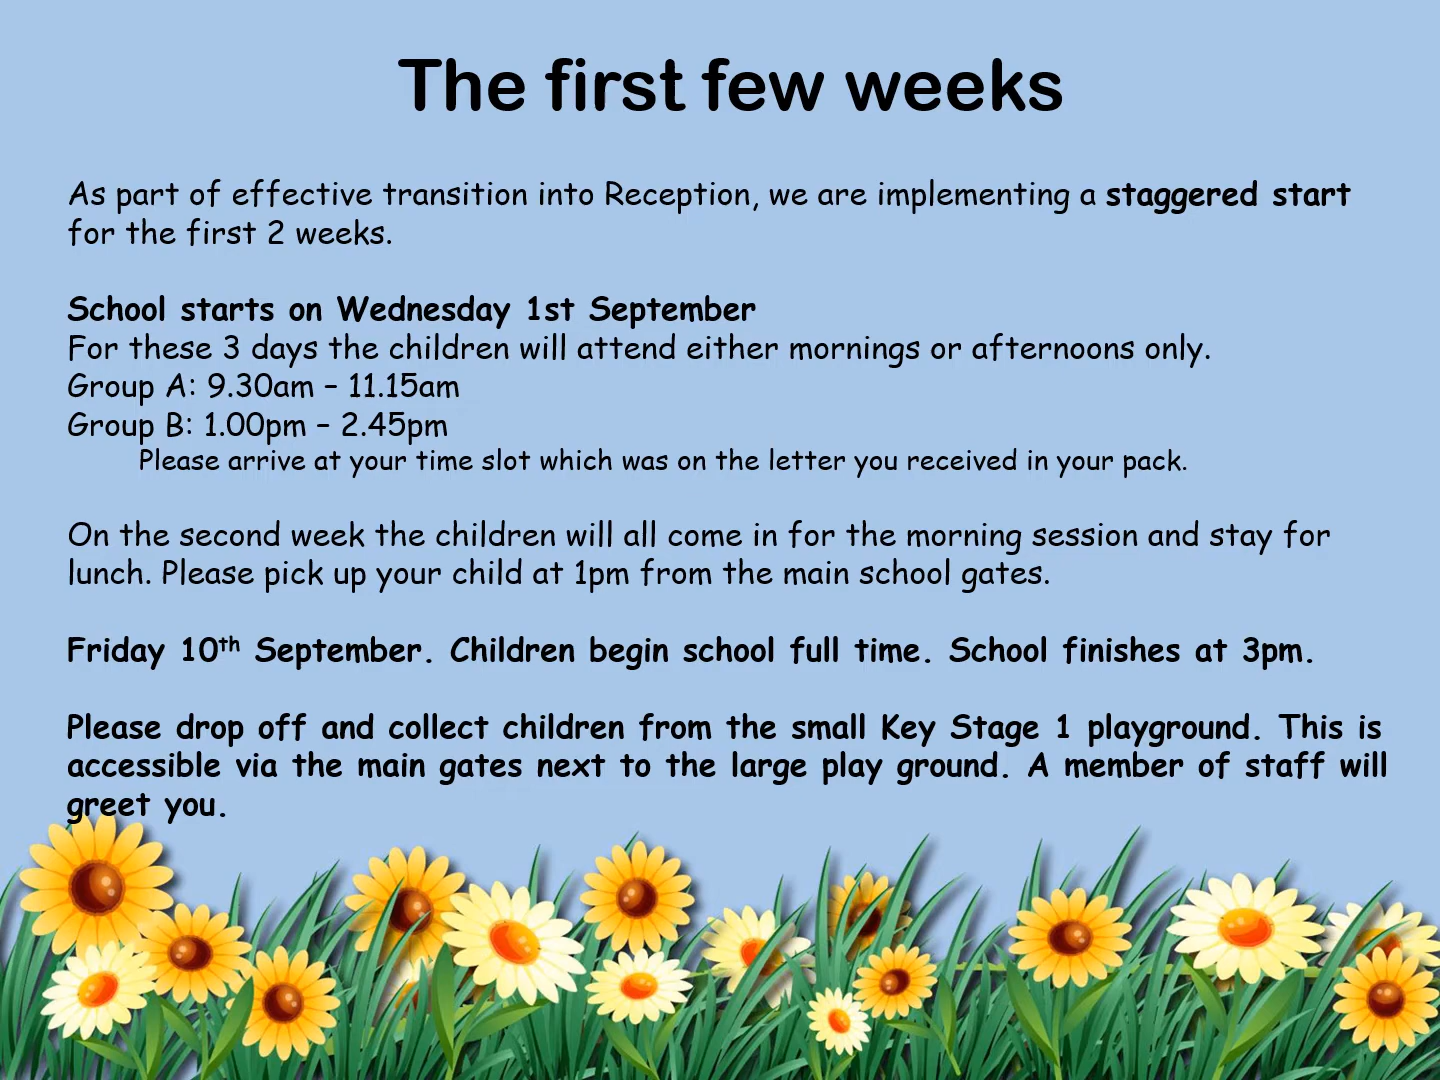 The first few weeks
As part of effective transition into Reception, we are implementing a staggered start
for the first 2 weeks.
School starts on Wednesday 1st September
For these 3 days the children will attend either mornings or afternoons only.
Group A: 9.30am – 11.15am
Group B: 1.00pm – 2.45pm
Please arrive at your time slot which was on the letter you received in your pack.
On the second week the children will all come in for the morning session and stay for
lunch. Please pick up your child at 1pm from the main school gates.
Friday 10th September. Children begin school full time. School finishes at 3pm.
Please drop off and collect children from the small Key Stage 1 playground. This is
accessible via the main gates next to the large play ground. A member of staff will
greet you.